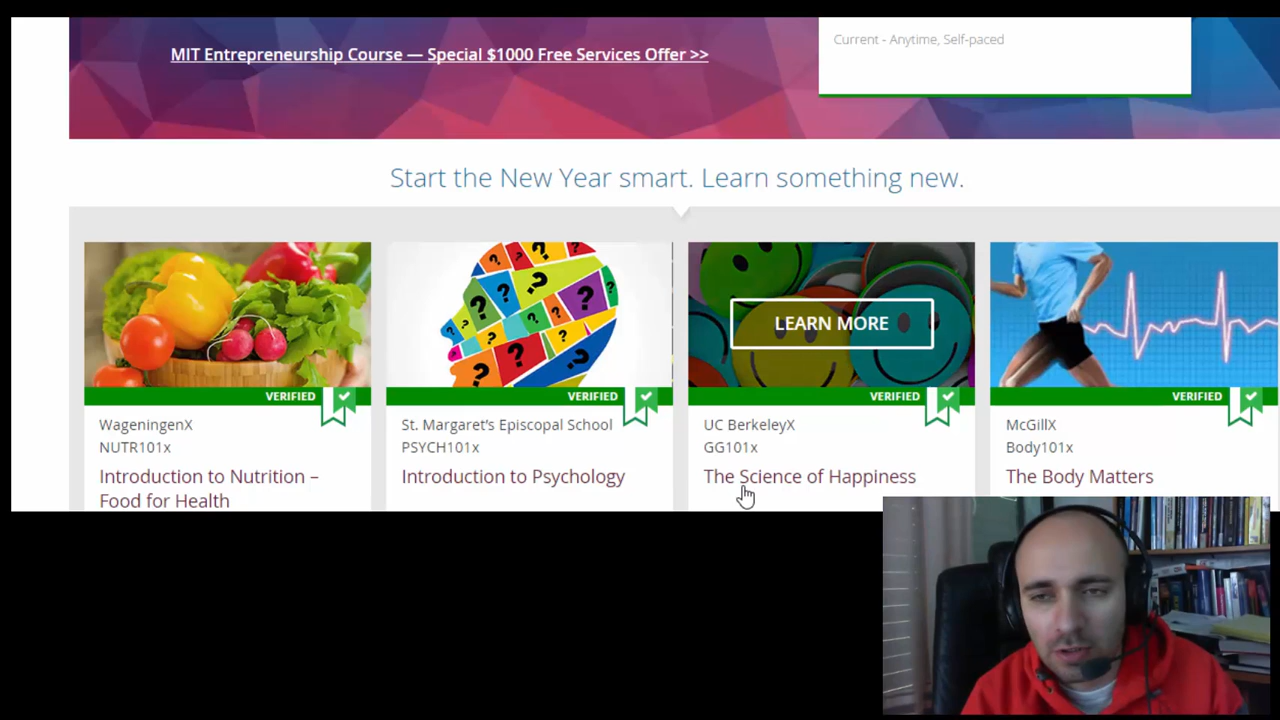 Current - Anytime, Self-paced
MIT Entrepreneurship Course — Special $1000 Free Services Offer >>
Start the New Year smart. Learn something new.
LEARN MORE
VERIFIED
VERIFIED
VERIFIED
VERIFIED
WageningenX
NUTR101x
Introduction to Nutrition –
Food for Health
St. Margaret's Episcopal School
PSYCH101x
Introduction to Psychology
UC BerkeleyX
GG101x
The Science of Happiness
McGillX
Body101x
The Body Matters